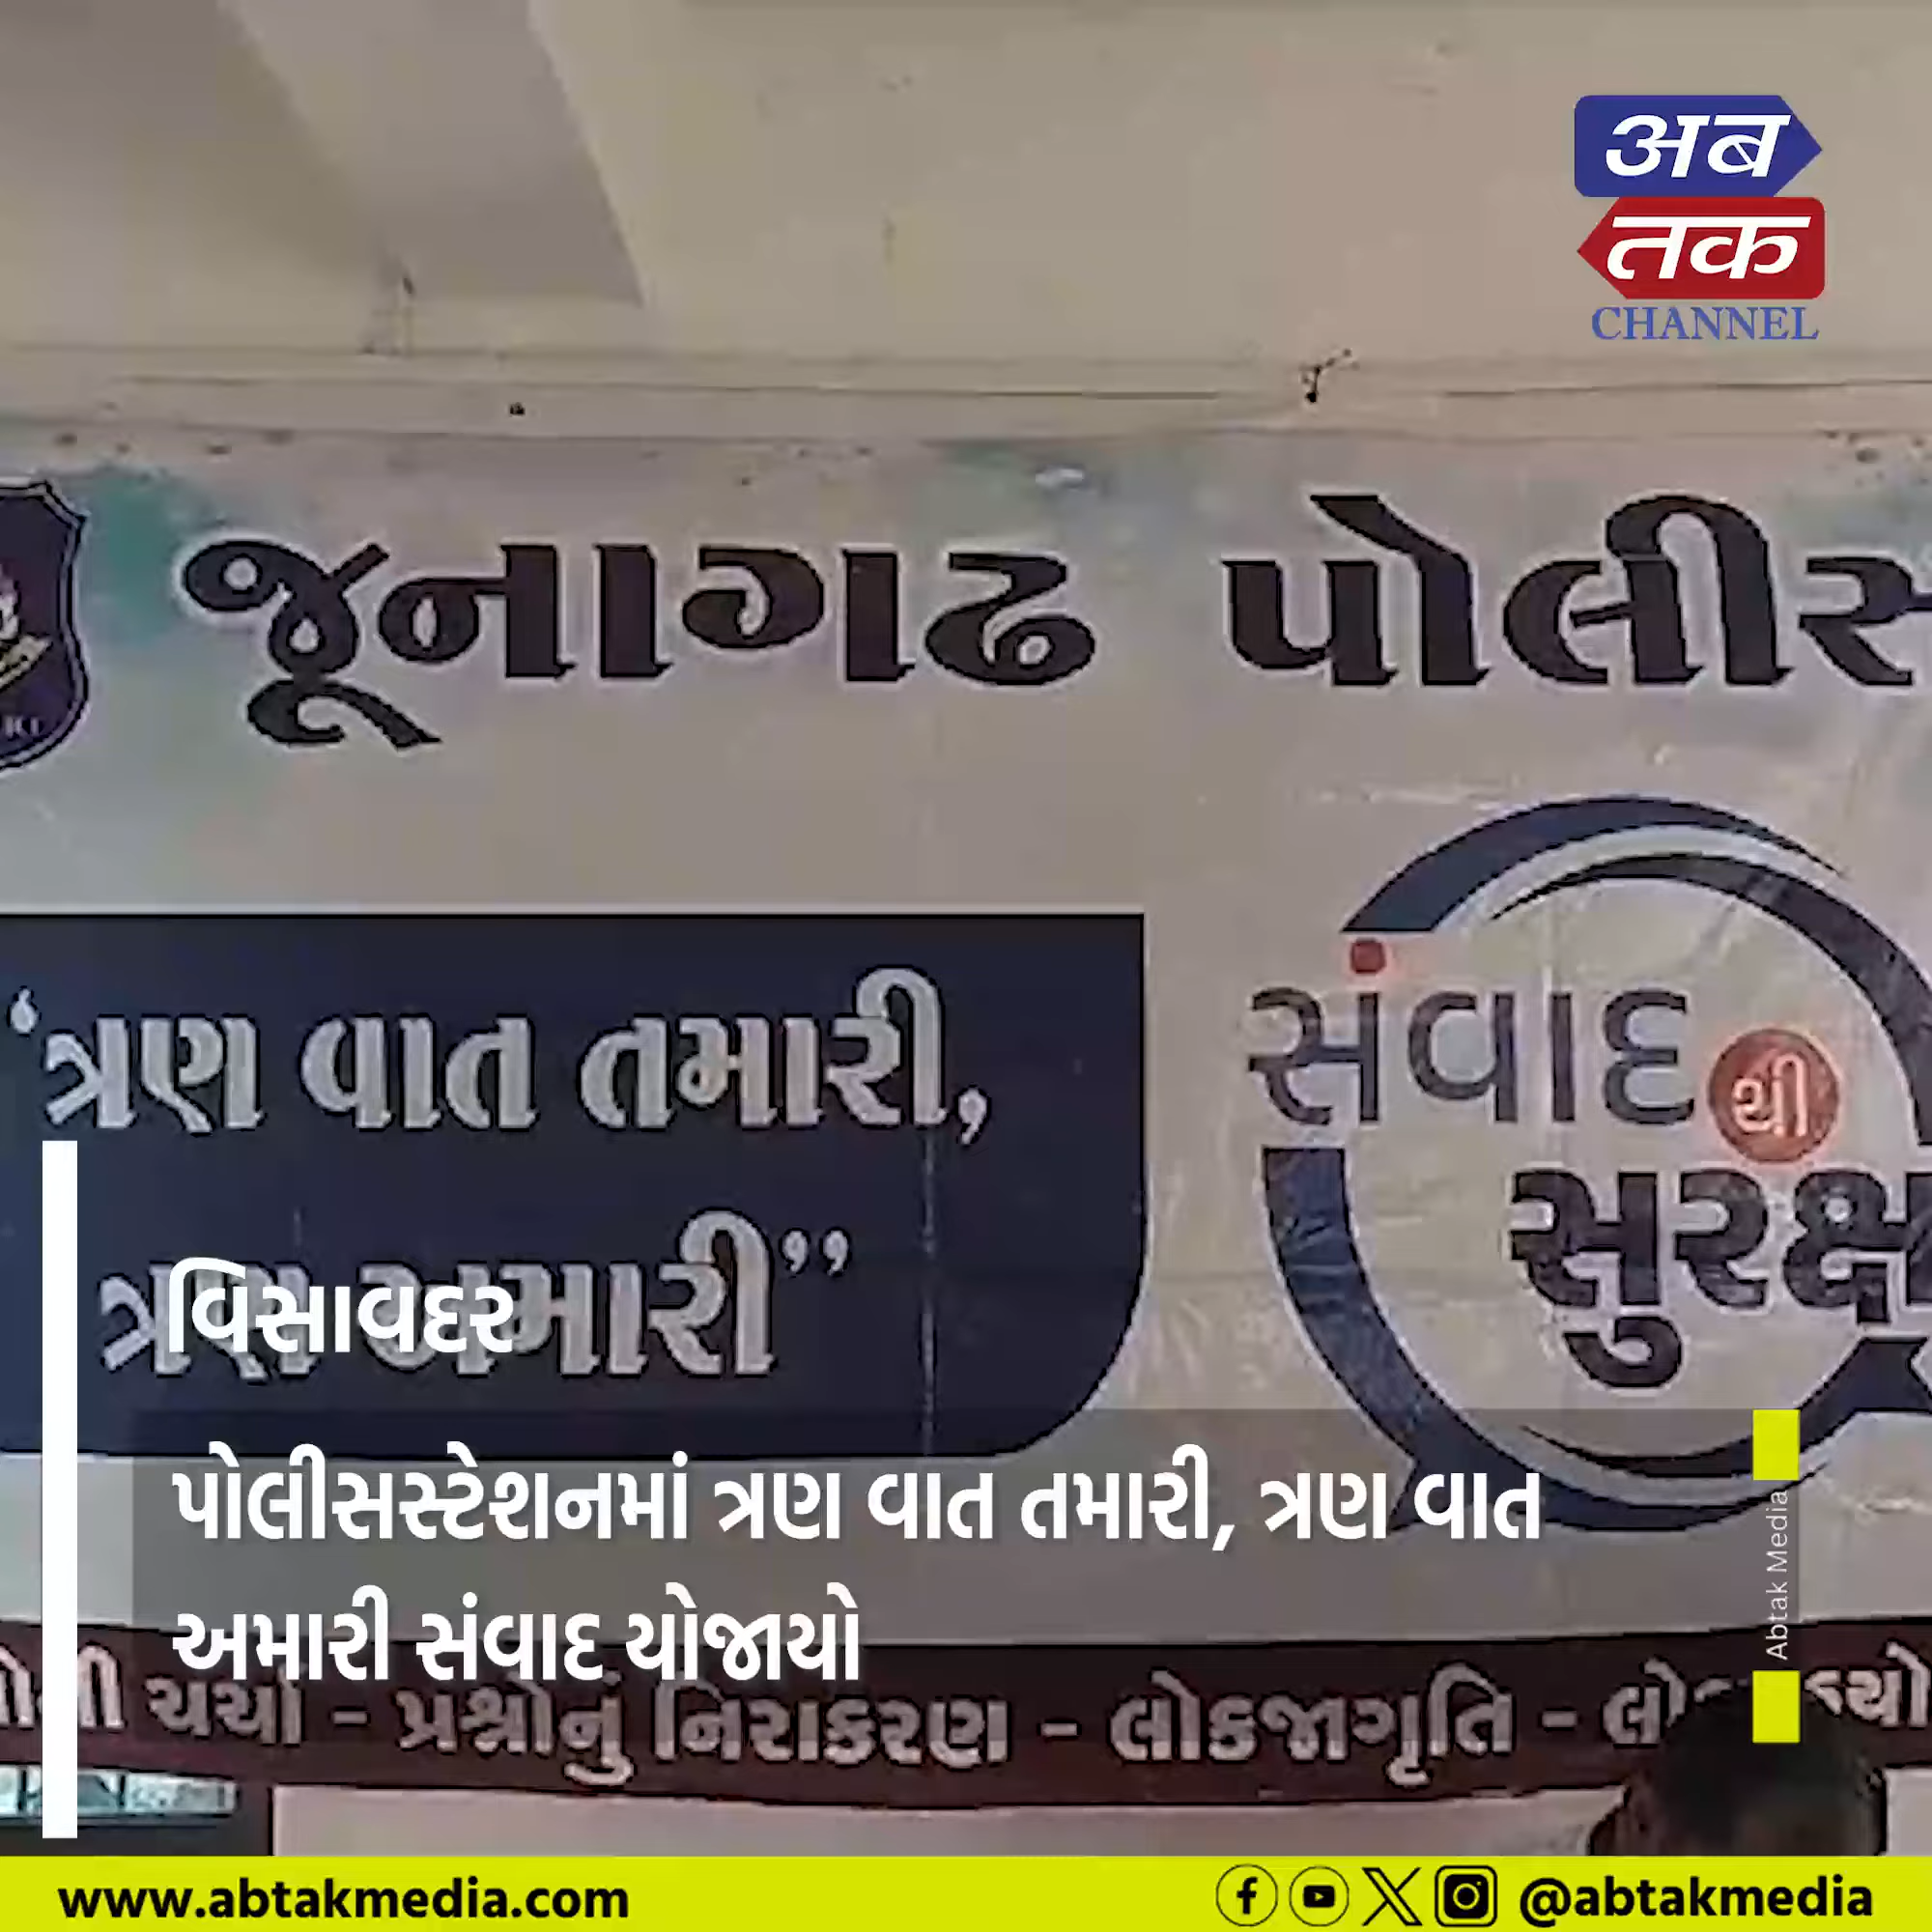 अब
तक
CHANNEL
જૂનાગઢ પોલીસ
‘ત્રણ વાત તમારી,
ત્રણ અમારી”
સંવાદ થી
સુરક્ષ
વિસાવદર
પોલીસસ્ટેશનમાં ત્રણ વાત તમારી, ત્રણ વાત
અમારી સંવાદ યોજાયો
Abtak Media
ચર્ચા - પ્રશ્નોનું નિરાકરણ - લોકજાગૃતિ -
www.abtakmedia.com
@abtakmedia